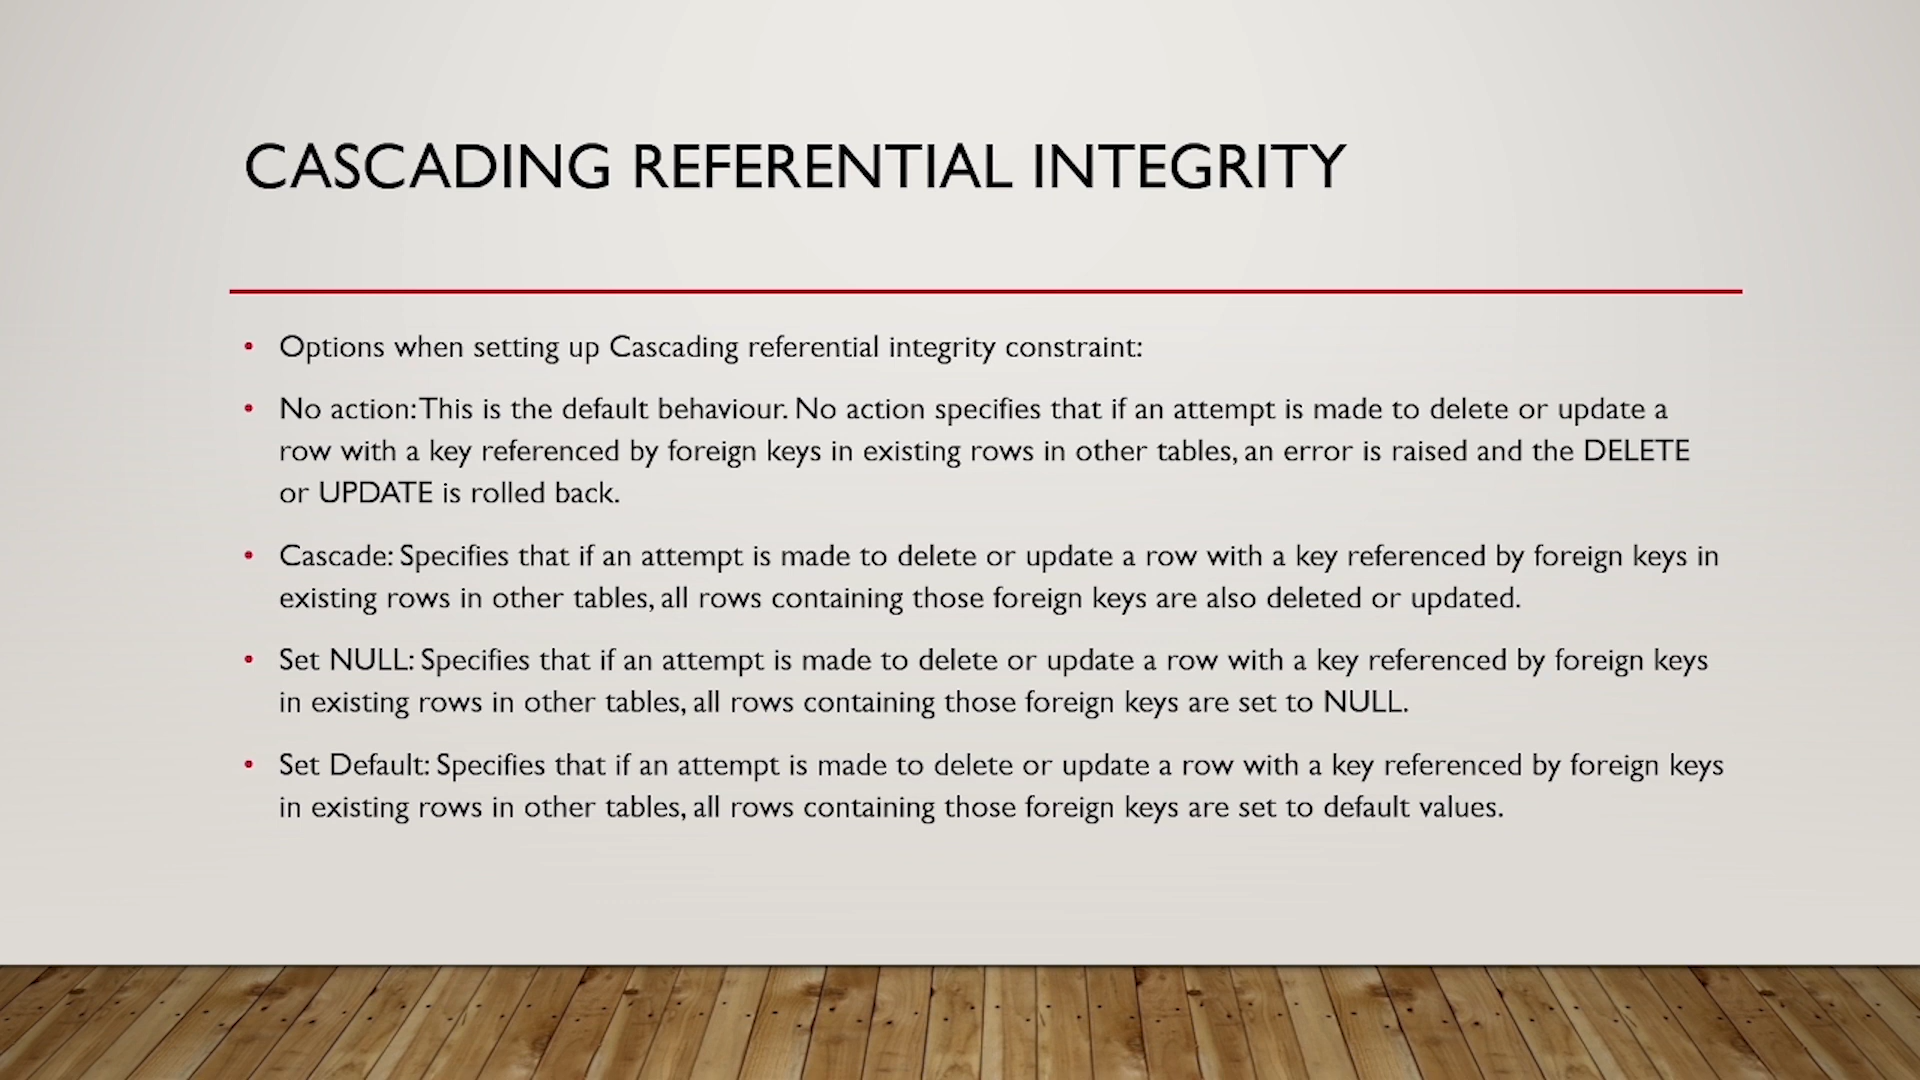 CASCADING REFERENTIAL INTEGRITY
• Options when setting up Cascading referential integrity constraint:
• No action: This is the default behaviour. No action specifies that if an attempt is made to delete or update a
row with a key referenced by foreign keys in existing rows in other tables, an error is raised and the DELETE
or UPDATE is rolled back.
• Cascade: Specifies that if an attempt is made to delete or update a row with a key referenced by foreign keys in
existing rows in other tables, all rows containing those foreign keys are also deleted or updated.
• Set NULL: Specifies that if an attempt is made to delete or update a row with a key referenced by foreign keys
in existing rows in other tables, all rows containing those foreign keys are set to NULL.
• Set Default: Specifies that if an attempt is made to delete or update a row with a key referenced by foreign keys
in existing rows in other tables, all rows containing those foreign keys are set to default values.